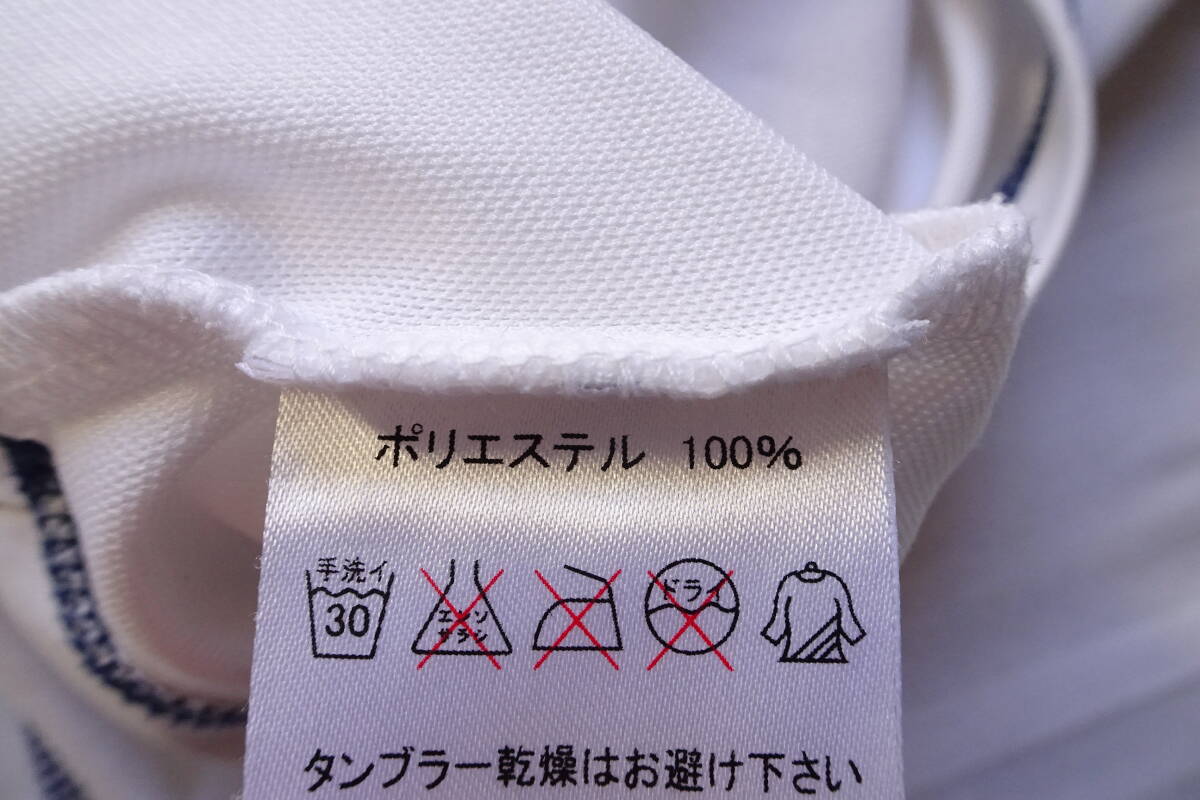 ポリエステル 100%
手洗イ
30
エンソ
サラシ
ドライ
タンブラー乾燥はお避け下さい